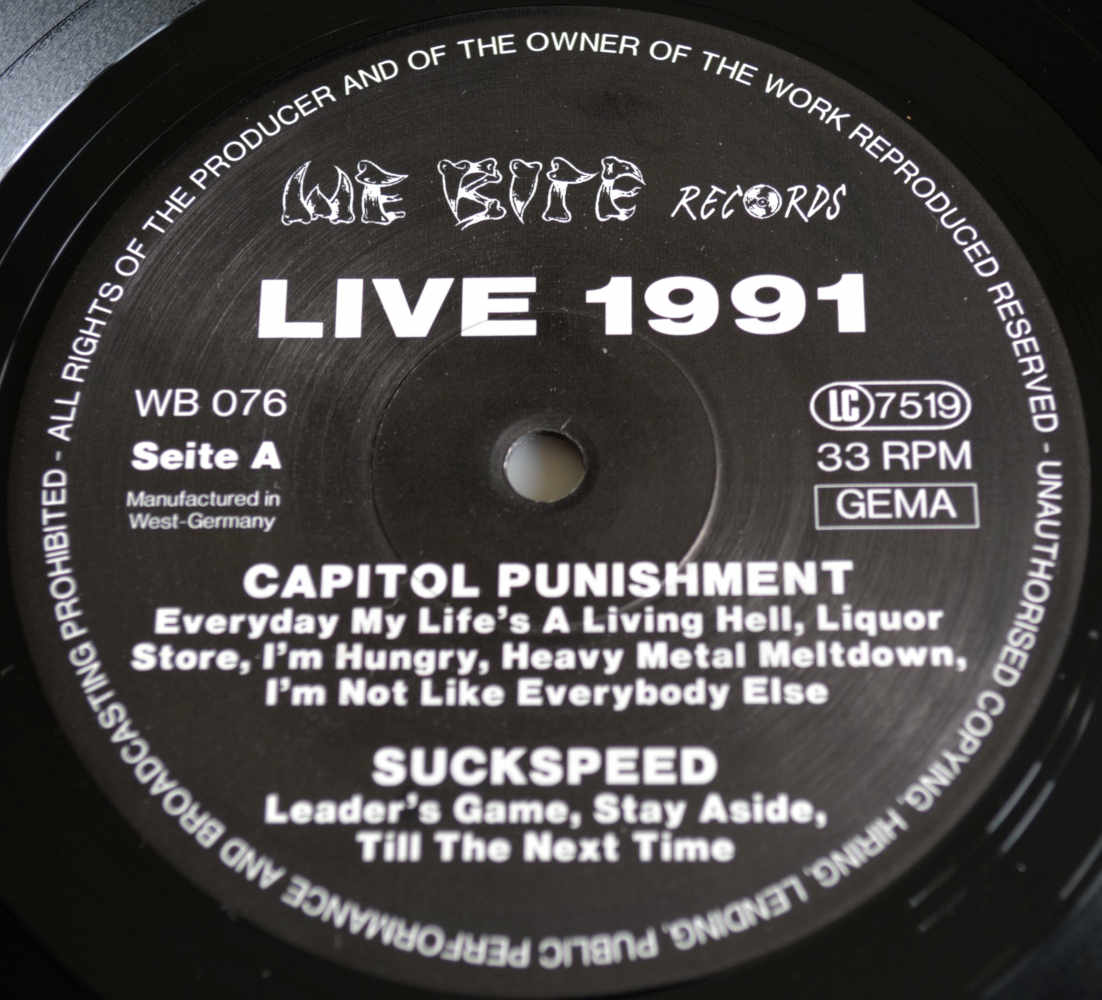 ALL RIGHTS OF THE PRODUCER AND OF THE OWNER OF THE WORK REPRODUCED RESERVED - UNAUTHORISED COPYING, HIRING, LENDING, PUBLIC PERFORMANCE AND BROADCASTING PROHIBITED -
WE BITE RECORDS
LIVE 1991
WB 076
Seite A
Manufactured in
West-Germany
LC 7519
33 RPM
GEMA
CAPITOL PUNISHMENT
Everyday My Life's A Living Hell, Liquor
Store, I'm Hungry, Heavy Metal Meltdown,
I'm Not Like Everybody Else
SUCKSPEED
Leader's Game, Stay Aside,
Till The Next Time